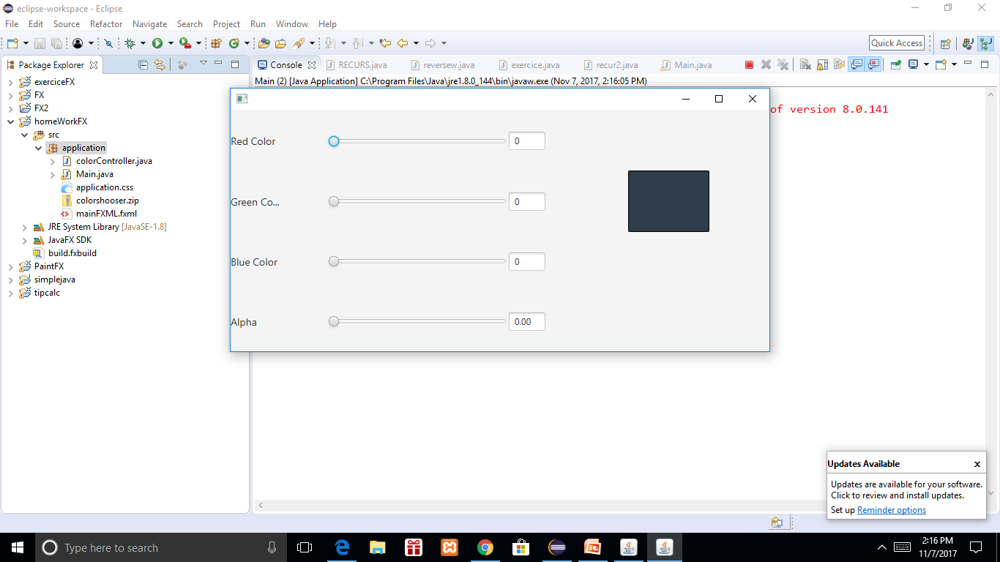 eclipse-workspace - Eclipse
File Edit Source Refactor Navigate Search Project Run Window Help
Quick Access
Package Explorer
Console RECURS.java reversew.java exercice.java recur2.java Main.java
Main (2) [Java Application] C:\Program Files\Java\jre1.8.0_144\bin\javaw.exe (Nov 7, 2017, 2:16:05 PM)
of version 8.0.141
exerciceFX
FX
FX2
homeWorkFX
src
application
colorController.java
Main.java
application.css
colorshooser.zip
mainFXML.fxml
JRE System Library [JavaSE-1.8]
JavaFX SDK
build.fxbuild
PaintFX
simplejava
tipcalc
Red Color 0
Green Co... 0
Blue Color 0
Alpha 0.00
Updates Available
Updates are available for your software.
Click to review and install updates.
Set up Reminder options
Type here to search
2:16 PM
11/7/2017